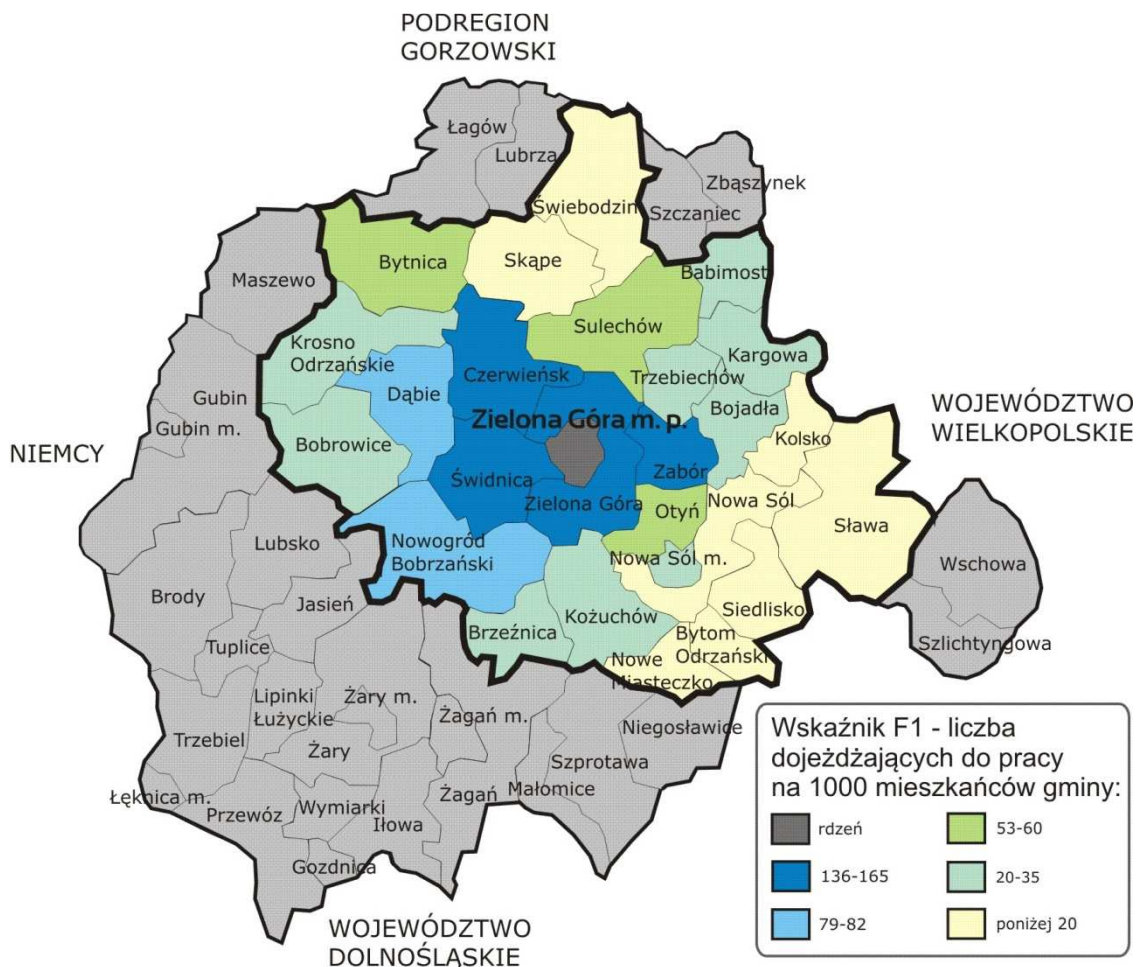 PODREGION
GORZOWSKI
Łagów
Lubrza
Zbąszynek
Świebodzin
Szczaniec
Bytnica
Skąpe
Babimost
Maszewo
Sulechów
Krosno
Odrzańskie
Kargowa
Czerwieńsk
Trzebiechów
Dąbie
Gubin
Bojadła
WOJEWÓDZTWO
WIELKOPOLSKIE
Zielona Góra m. p.
Gubin m.
Bobrowice
Kolsko
NIEMCY
Zabór
Świdnica
Zielona Góra
Nowa Sól
Otyń
Sława
Lubsko
Nowogród
Bobrzański
Nowa Sól m.
Wschowa
Brody
Jasień
Siedlisko
Kożuchów
Brzeźnica
Bytom
Odrzański
Szlichtyngowa
Tuplice
Nowe
Miasteczko
Lipinki
Łużyckie
Żary m.
Żagań m.
Niegosławice
Trzebiel
Żary
Szprotawa
Łęknica m.
Przewóz
Wymiarki
Iłowa
Żagań
Małomice
Gozdnica
WOJEWÓDZTWO
DOLNOŚLĄSKIE
Wskaźnik F1 - liczba
dojeżdżających do pracy
na 1000 mieszkańców gminy:
rdzeń
53-60
136-165
20-35
79-82
poniżej 20